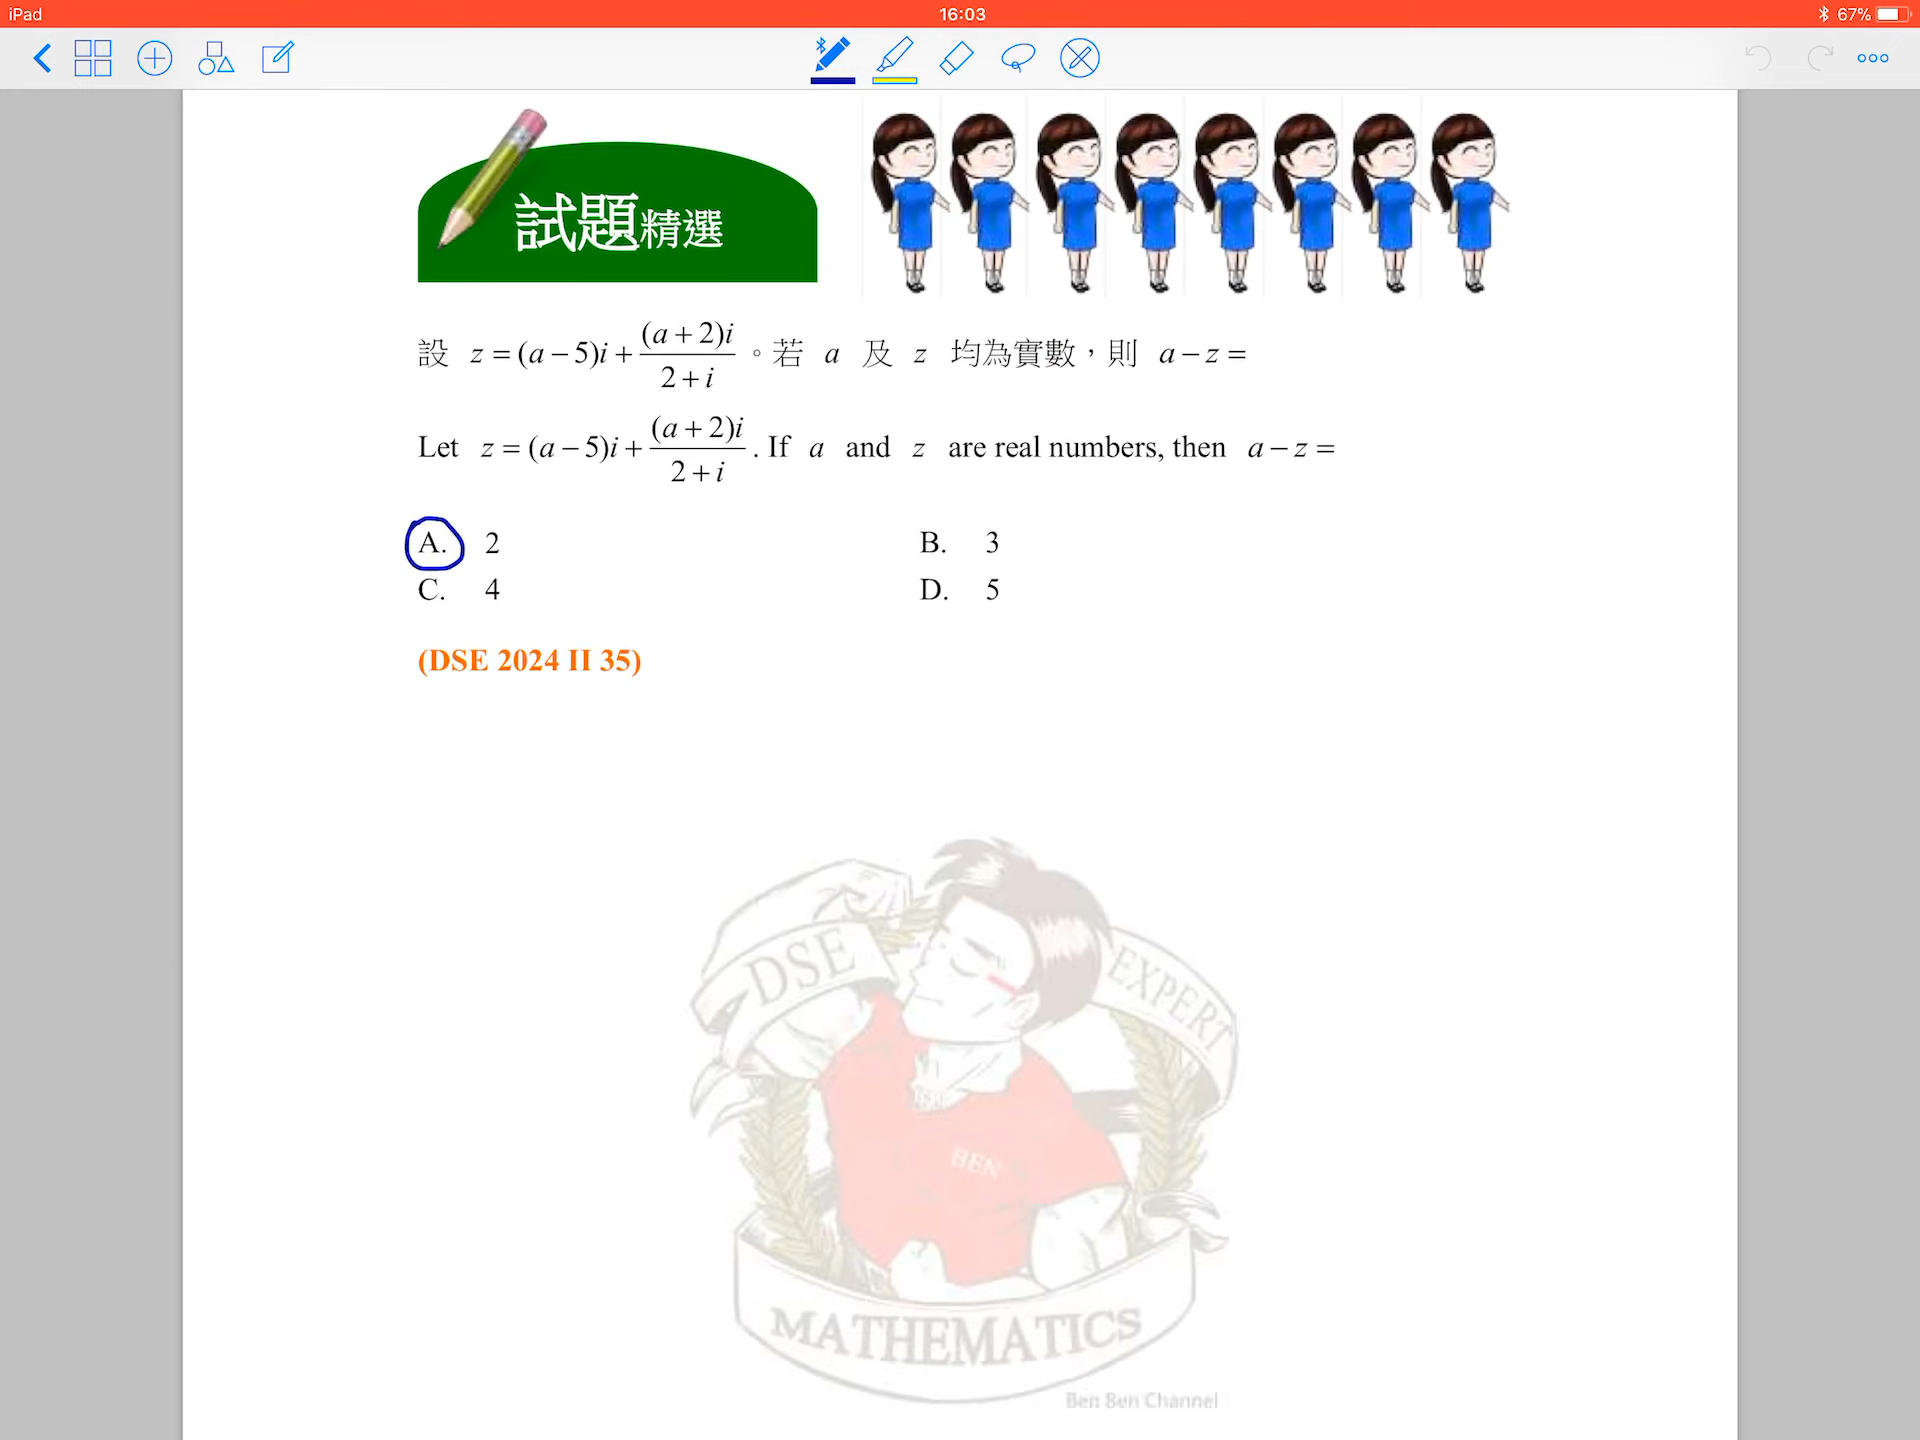 iPad 16:03 67%
試題精選
設 z = (a − 5)i + (a + 2)i / 2 + i 。若 a 及 z 均為實數，則 a − z =
Let z = (a − 5)i + (a + 2)i / 2 + i . If a and z are real numbers, then a − z =
A. 2 B. 3
C. 4 D. 5
(DSE 2024 II 35)
DSE EXPERT
BEN
MATHEMATICS
Ben Ben Channel